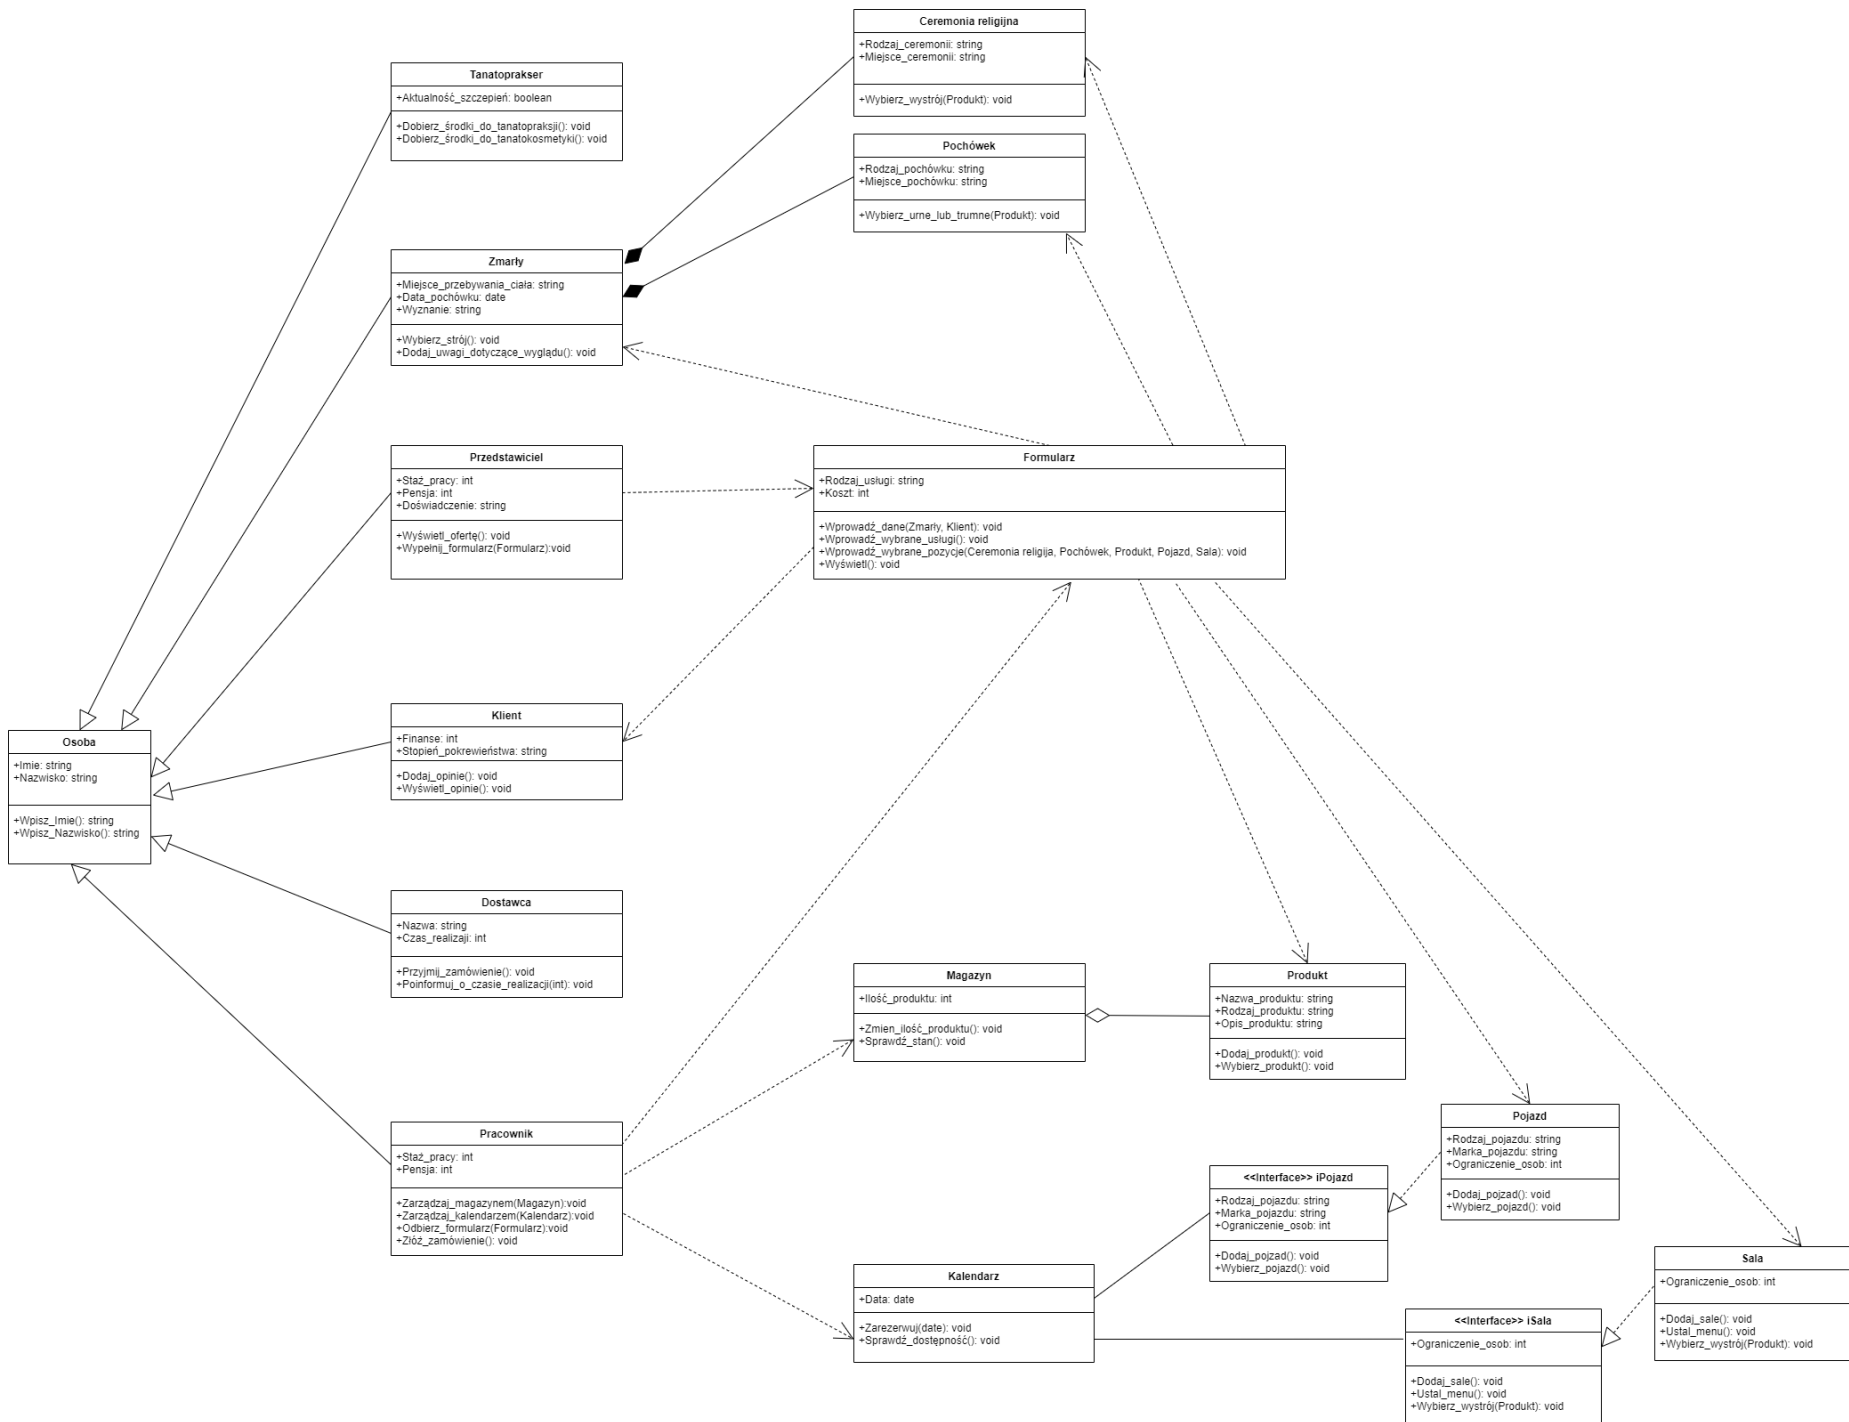 Ceremonia religijna
+Rodzaj_ceremonii: string
+Miejsce_ceremonii: string
+Wybierz_wystrój(Produkt): void
Tanatoprakser
+Aktualność_szczepień: boolean
+Dobierz_środki_do_tanatopraksji(): void
+Dobierz_środki_do_tanatokosmetyki(): void
Pochówek
+Rodzaj_pochówku: string
+Miejsce_pochówku: string
+Wybierz_urne_lub_trumne(Produkt): void
Zmarły
+Miejsce_przebywania_ciała: string
+Data_pochówku: date
+Wyznanie: string
+Wybierz_strój(): void
+Dodaj_uwagi_dotyczące_wyglądu(): void
Przedstawiciel
+Staż_pracy: int
+Pensja: int
+Doświadczenie: string
+Wyświetl_ofertę(): void
+Wypełnij_formularz(Formularz):void
Formularz
+Rodzaj_usługi: string
+Koszt: int
+Wprowadź_dane(Zmarły, Klient): void
+Wprowadź_wybrane_usługi(): void
+Wprowadź_wybrane_pozycje(Ceremonia religija, Pochówek, Produkt, Pojazd, Sala): void
+Wyświetl(): void
Klient
+Finanse: int
+Stopień_pokrewieństwa: string
+Dodaj_opinie(): void
+Wyświetl_opinie(): void
Osoba
+Imie: string
+Nazwisko: string
+Wpisz_Imie(): string
+Wpisz_Nazwisko(): string
Dostawca
+Nazwa: string
+Czas_realizaji: int
+Przyjmij_zamówienie(): void
+Poinformuj_o_czasie_realizacji(int): void
Magazyn
+Ilość_produktu: int
+Zmien_ilość_produktu(): void
+Sprawdź_stan(): void
Produkt
+Nazwa_produktu: string
+Rodzaj_produktu: string
+Opis_produktu: string
+Dodaj_produkt(): void
+Wybierz_produkt(): void
Pracownik
+Staż_pracy: int
+Pensja: int
+Zarządzaj_magazynem(Magazyn):void
+Zarządzaj_kalendarzem(Kalendarz):void
+Odbierz_formularz(Formularz):void
+Złóż_zamówienie(): void
Pojazd
+Rodzaj_pojazdu: string
+Marka_pojazdu: string
+Ograniczenie_osob: int
+Dodaj_pojzad(): void
+Wybierz_pojazd(): void
<<Interface>> iPojazd
+Rodzaj_pojazdu: string
+Marka_pojazdu: string
+Ograniczenie_osob: int
+Dodaj_pojzad(): void
+Wybierz_pojazd(): void
Kalendarz
+Data: date
+Zarezerwuj(date): void
+Sprawdź_dostępność(): void
Sala
+Ograniczenie_osob: int
+Dodaj_sale(): void
+Ustal_menu(): void
+Wybierz_wystrój(Produkt): void
<<Interface>> iSala
+Ograniczenie_osob: int
+Dodaj_sale(): void
+Ustal_menu(): void
+Wybierz_wystrój(Produkt): void